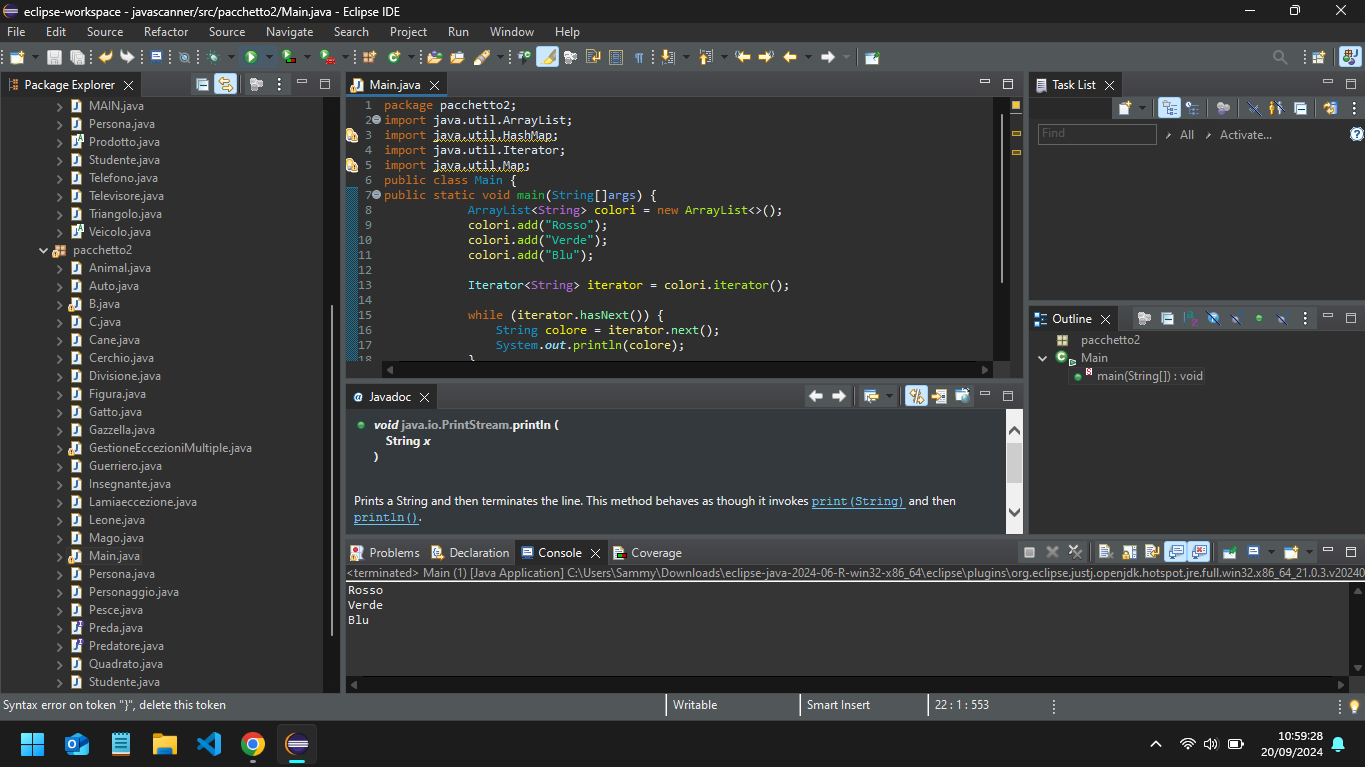 eclipse-workspace - javascanner/src/pacchetto2/Main.java - Eclipse IDE
File Edit Source Refactor Source Navigate Search Project Run Window Help
Package Explorer
MAIN.java
Persona.java
Prodotto.java
Studente.java
Telefono.java
Televisore.java
Triangolo.java
Veicolo.java
pacchetto2
Animal.java
Auto.java
B.java
C.java
Cane.java
Cerchio.java
Divisione.java
Figura.java
Gatto.java
Gazzella.java
GestioneEccezioniMultiple.java
Guerriero.java
Insegnante.java
Lamiaeccezione.java
Leone.java
Mago.java
Main.java
Persona.java
Personaggio.java
Pesce.java
Preda.java
Predatore.java
Quadrato.java
Studente.java
Main.java
1 package pacchetto2;
2 import java.util.ArrayList;
3 import java.util.HashMap;
4 import java.util.Iterator;
5 import java.util.Map;
6 public class Main {
7 public static void main(String[]args) {
8 ArrayList<String> colori = new ArrayList<>();
9 colori.add("Rosso");
10 colori.add("Verde");
11 colori.add("Blu");
12
13 Iterator<String> iterator = colori.iterator();
14
15 while (iterator.hasNext()) {
16 String colore = iterator.next();
17 System.out.println(colore);
18 }
Javadoc
void java.io.PrintStream.println (
String x
)
Prints a String and then terminates the line. This method behaves as though it invokes print(String) and then
println().
Task List
Find All Activate...
Outline
pacchetto2
Main
main(String[]) : void
Problems Declaration Console Coverage
<terminated> Main (1) [Java Application] C:\Users\Sammy\Downloads\eclipse-java-2024-06-R-win32-x86_64\eclipse\plugins\org.eclipse.justj.openjdk.hotspot.jre.full.win32.x86_64_21.0.3.v20240
Rosso
Verde
Blu
Syntax error on token "}", delete this token Writable Smart Insert 22 : 1 : 553
10:59:28
20/09/2024